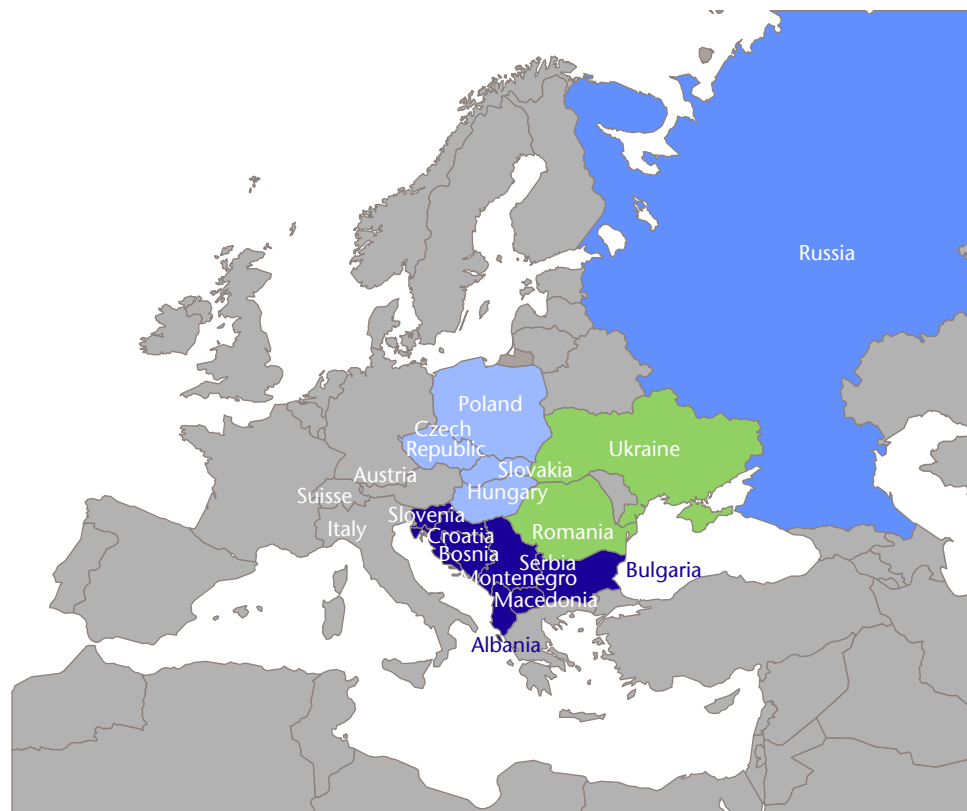 Russia
Poland
Czech
Republic
Ukraine
Slovakia
Austria
Hungary
Suisse
Slovenia
Italy
Croatia
Romania
Bosnia
Serbia
Bulgaria
Montenegro
Macedonia
Albania